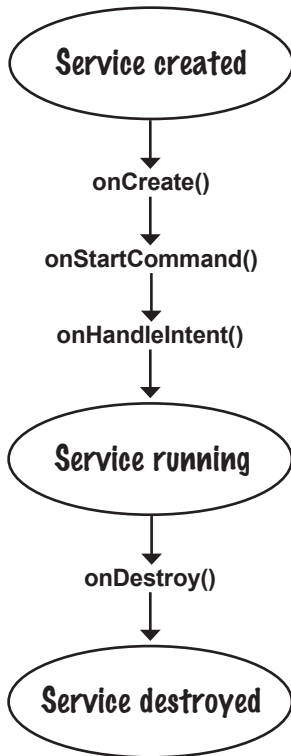 Service created
onCreate()
onStartCommand()
onHandleIntent()
Service running
onDestroy()
Service destroyed